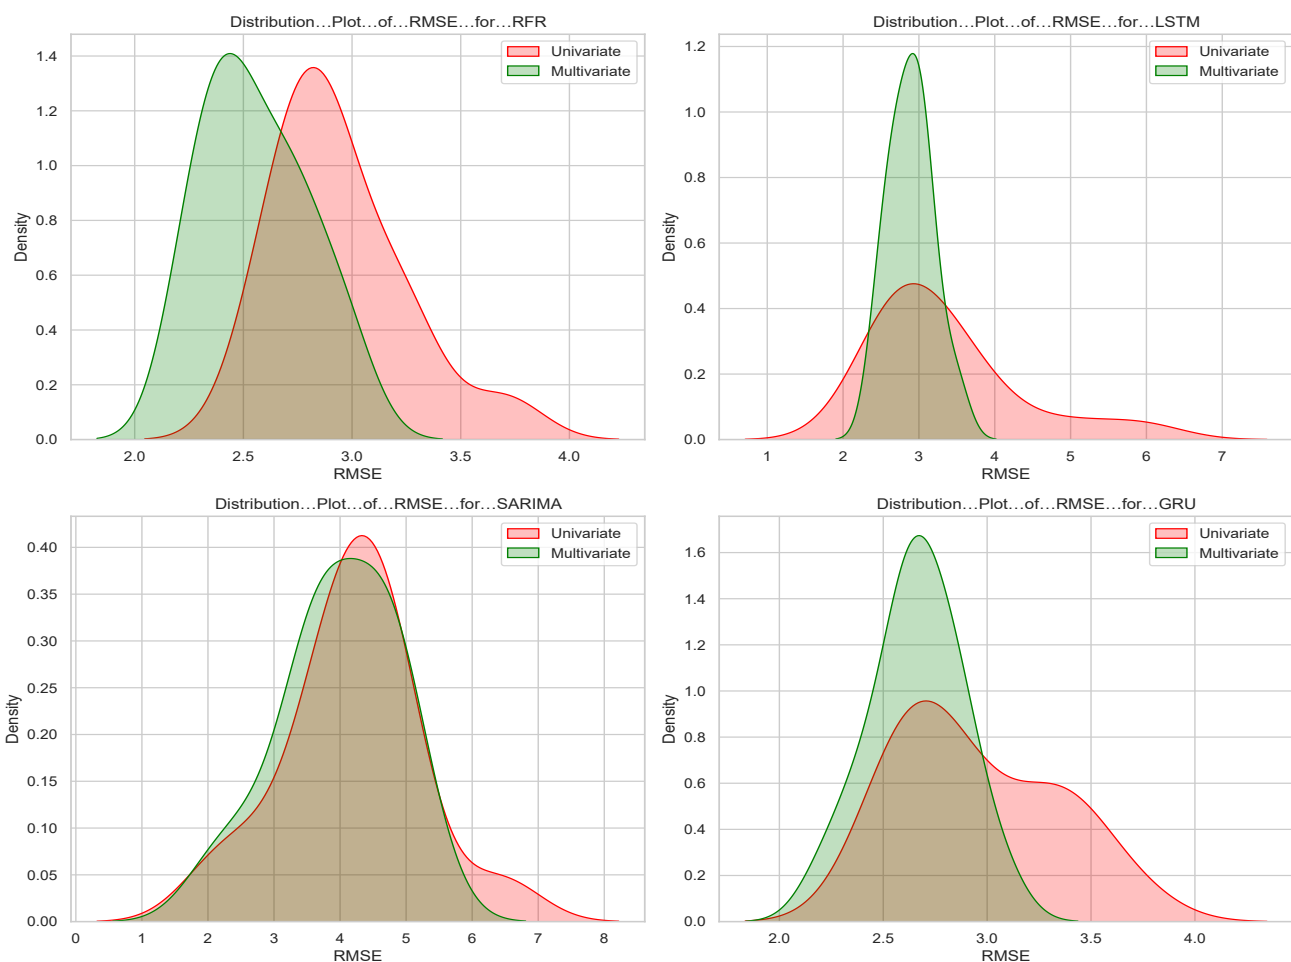 Distribution...Plot...of...RMSE...for...RFR
Univariate
Multivariate
1.4
1.2
1.0
0.8
0.6
0.4
0.2
0.0
Density
2.0 2.5 3.0 3.5 4.0
RMSE
Distribution...Plot...of...RMSE...for...LSTM
Univariate
Multivariate
1.2
1.0
0.8
0.6
0.4
0.2
0.0
Density
1 2 3 4 5 6 7
RMSE
Distribution...Plot...of...RMSE...for...SARIMA
Univariate
Multivariate
0.40
0.35
0.30
0.25
0.20
0.15
0.10
0.05
0.00
Density
0 1 2 3 4 5 6 7 8
RMSE
Distribution...Plot...of...RMSE...for...GRU
Univariate
Multivariate
1.6
1.4
1.2
1.0
0.8
0.6
0.4
0.2
0.0
Density
2.0 2.5 3.0 3.5 4.0
RMSE